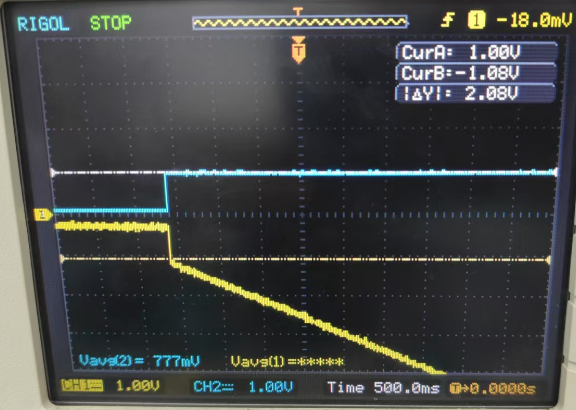 RIGOL STOP T 1 -18.0mV
T
CurA: 1.00V
CurB:-1.08V
|ΔY|: 2.08V
1
Vavg(2)= 777mV Vavg(1)=*****
1.00V CH2 1.00V Time 500.0ms T→0.0000s